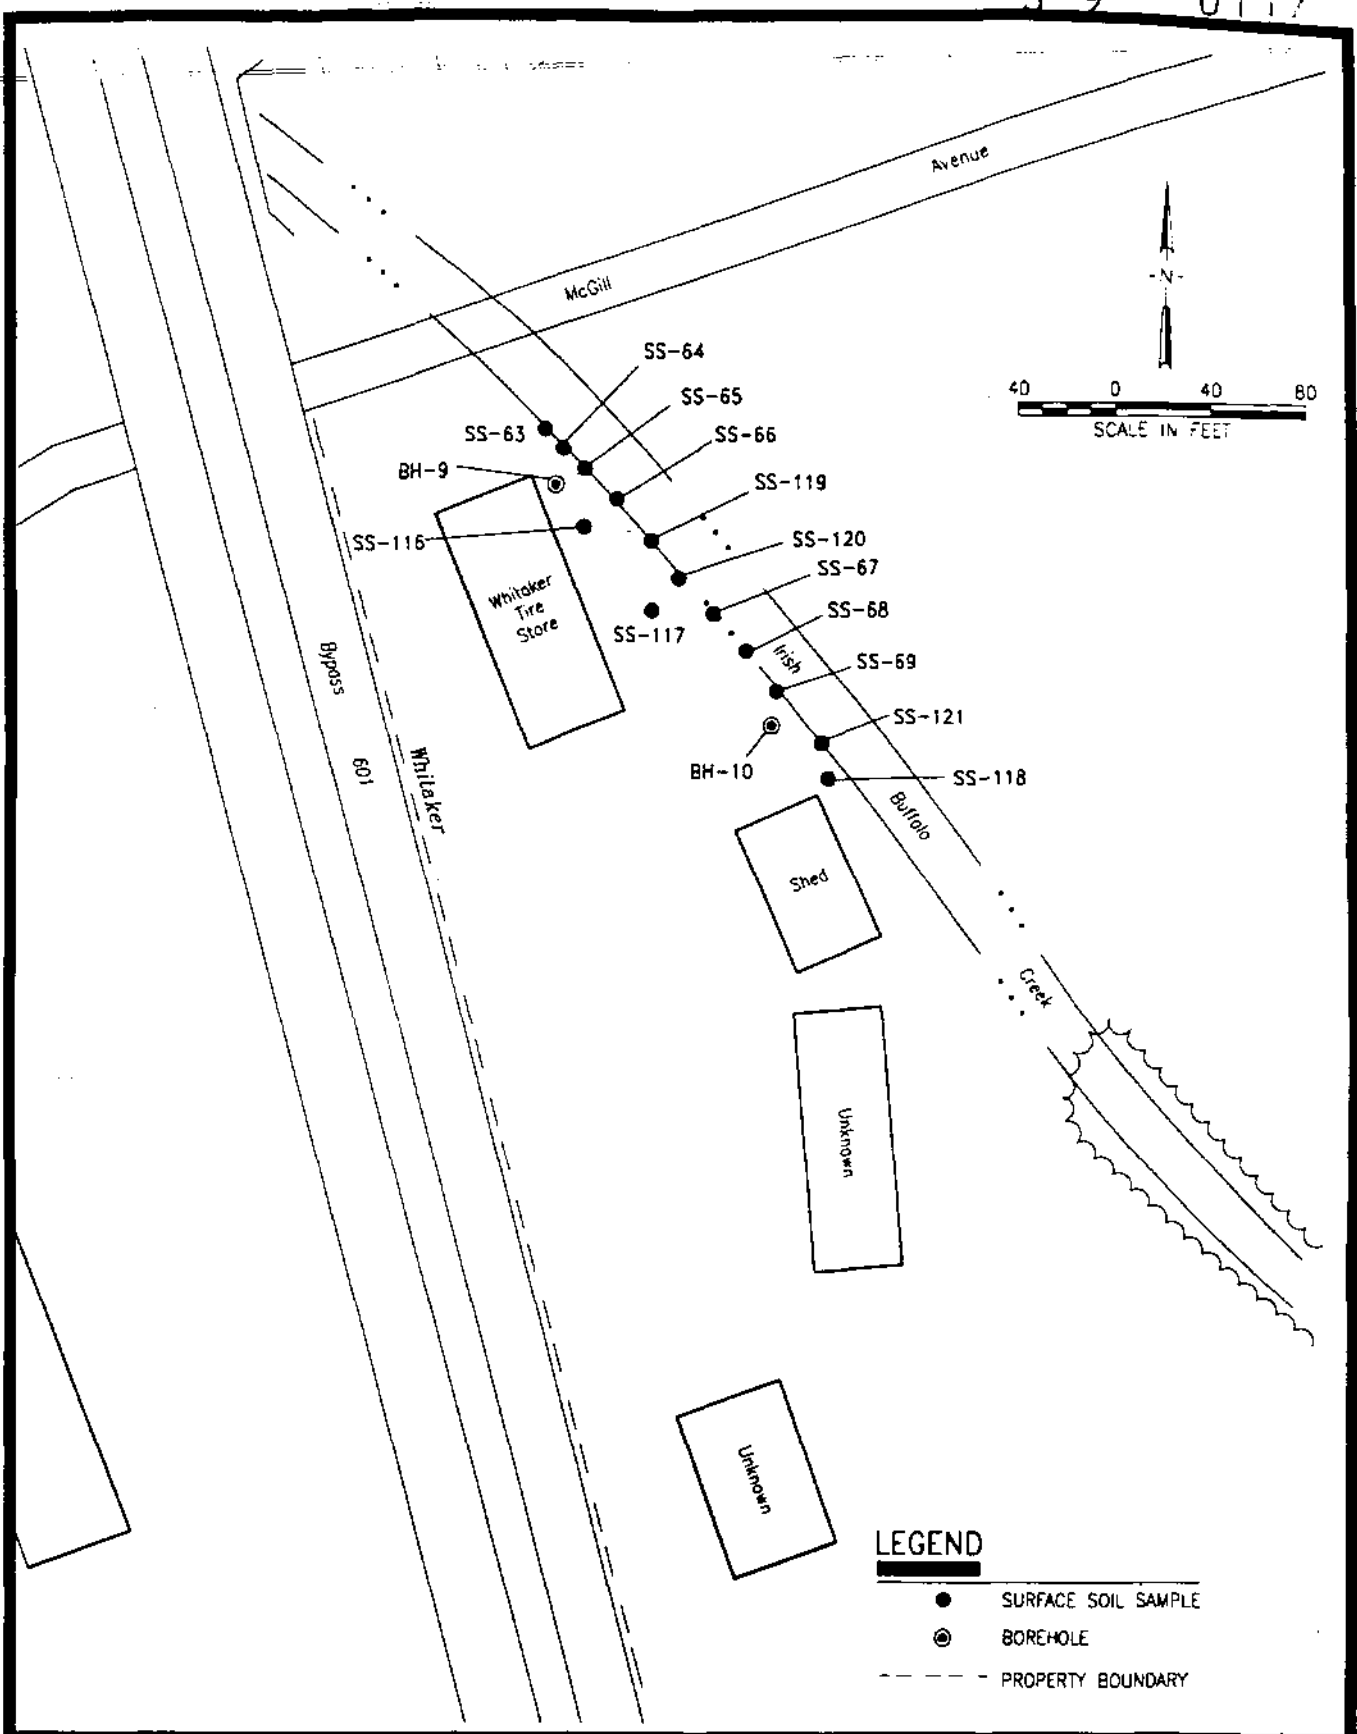 Avenue
McGill
-N-
40 0 40 80
SCALE IN FEET
SS-64
SS-65
SS-63
SS-66
BH-9
SS-119
SS-116
SS-120
SS-67
Whitaker
Tire
Store
SS-117
SS-68
Irish
SS-69
Bypass
601
Whitaker
SS-121
BH-10
SS-118
Buffalo
Shed
Creek
Unknown
Unknown
LEGEND
SURFACE SOIL SAMPLE
BOREHOLE
PROPERTY BOUNDARY